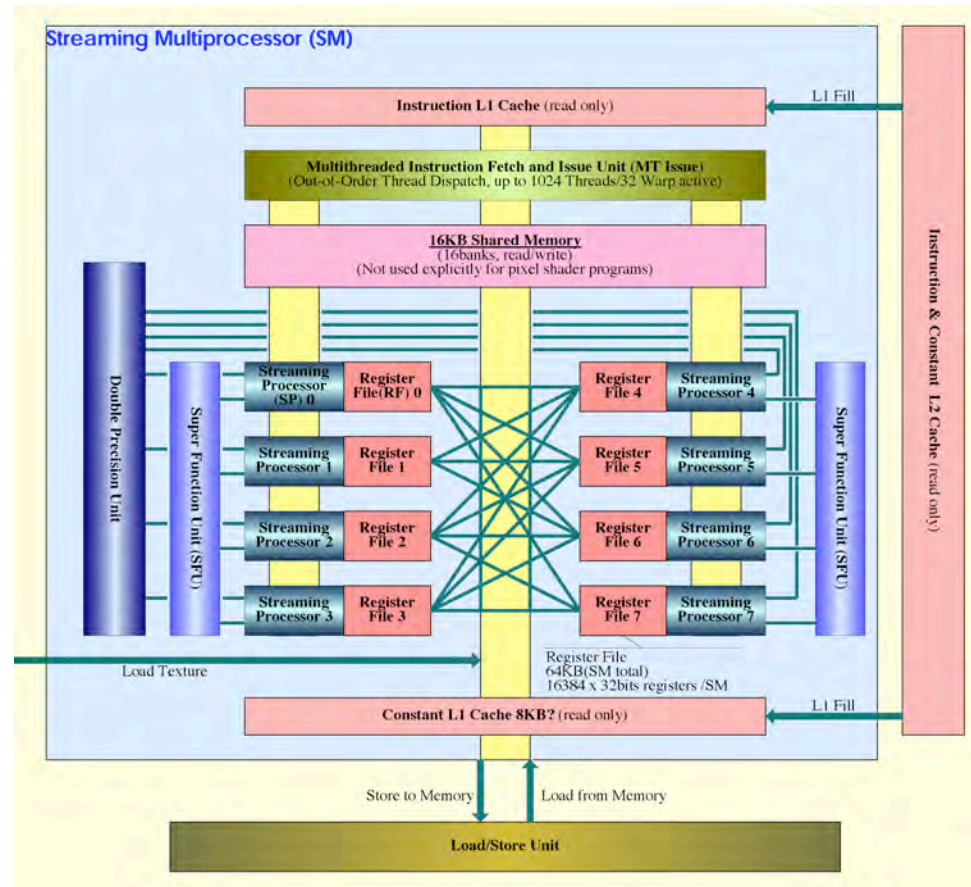 Streaming Multiprocessor (SM)
Instruction L1 Cache (read only)
L1 Fill
Multithreaded Instruction Fetch and Issue Unit (MT Issue)
(Out-of-Order Thread Dispatch, up to 1024 Threads/32 Warp active)
16KB Shared Memory
(16banks, read/write)
(Not used explicitly for pixel shader programs)
Double Precision Unit
Super Function Unit (SFU)
Streaming
Processor
(SP) 0
Register
File(RF) 0
Register
File 4
Streaming
Processor 4
Streaming
Processor 1
Register
File 1
Register
File 5
Streaming
Processor 5
Streaming
Processor 2
Register
File 2
Register
File 6
Streaming
Processor 6
Streaming
Processor 3
Register
File 3
Register
File 7
Streaming
Processor 7
Super Function Unit (SFU)
Instruction & Constant L2 Cache (read only)
Load Texture
Register File
64KB(SM total)
16384 x 32bits registers /SM
Constant L1 Cache 8KB? (read only)
L1 Fill
Store to Memory
Load from Memory
Load/Store Unit